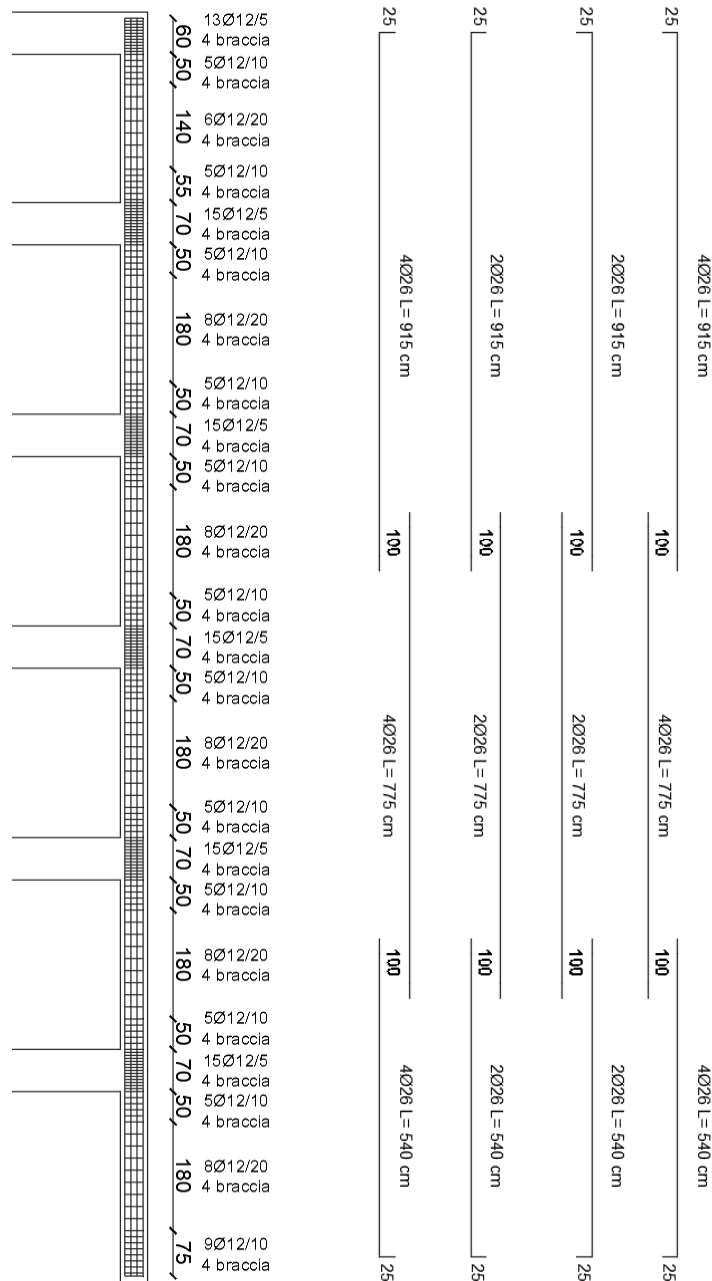 60
13Ø12/5
4 braccia
50
5Ø12/10
4 braccia
140
6Ø12/20
4 braccia
55
5Ø12/10
4 braccia
70
15Ø12/5
4 braccia
50
5Ø12/10
4 braccia
180
8Ø12/20
4 braccia
50
5Ø12/10
4 braccia
70
15Ø12/5
4 braccia
50
5Ø12/10
4 braccia
180
8Ø12/20
4 braccia
50
5Ø12/10
4 braccia
70
15Ø12/5
4 braccia
50
5Ø12/10
4 braccia
180
8Ø12/20
4 braccia
50
5Ø12/10
4 braccia
70
15Ø12/5
4 braccia
50
5Ø12/10
4 braccia
180
8Ø12/20
4 braccia
50
5Ø12/10
4 braccia
70
15Ø12/5
4 braccia
50
5Ø12/10
4 braccia
180
8Ø12/20
4 braccia
75
9Ø12/10
4 braccia
25
25
25
25
4Ø26 L= 915 cm
2Ø26 L= 915 cm
2Ø26 L= 915 cm
4Ø26 L= 915 cm
100
100
100
100
4Ø26 L= 775 cm
2Ø26 L= 775 cm
2Ø26 L= 775 cm
4Ø26 L= 775 cm
100
100
100
100
4Ø26 L= 540 cm
2Ø26 L= 540 cm
2Ø26 L= 540 cm
4Ø26 L= 540 cm
25
25
25
25